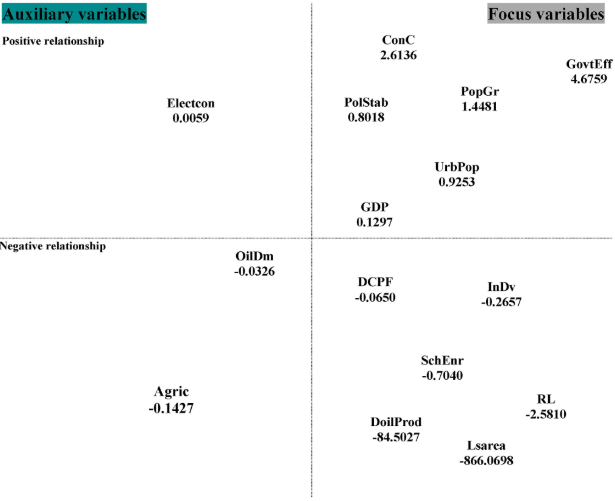 Auxiliary variables
Focus variables
Positive relationship
ConC
2.6136
GovtEff
4.6759
PopGr
1.4481
Electcon
0.0059
PolStab
0.8018
UrbPop
0.9253
GDP
0.1297
Negative relationship
OilDm
-0.0326
DCPF
-0.0650
InDv
-0.2657
SchEnr
-0.7040
Agric
-0.1427
RL
-2.5810
DoilProd
-84.5027
Lsarea
-866.0698